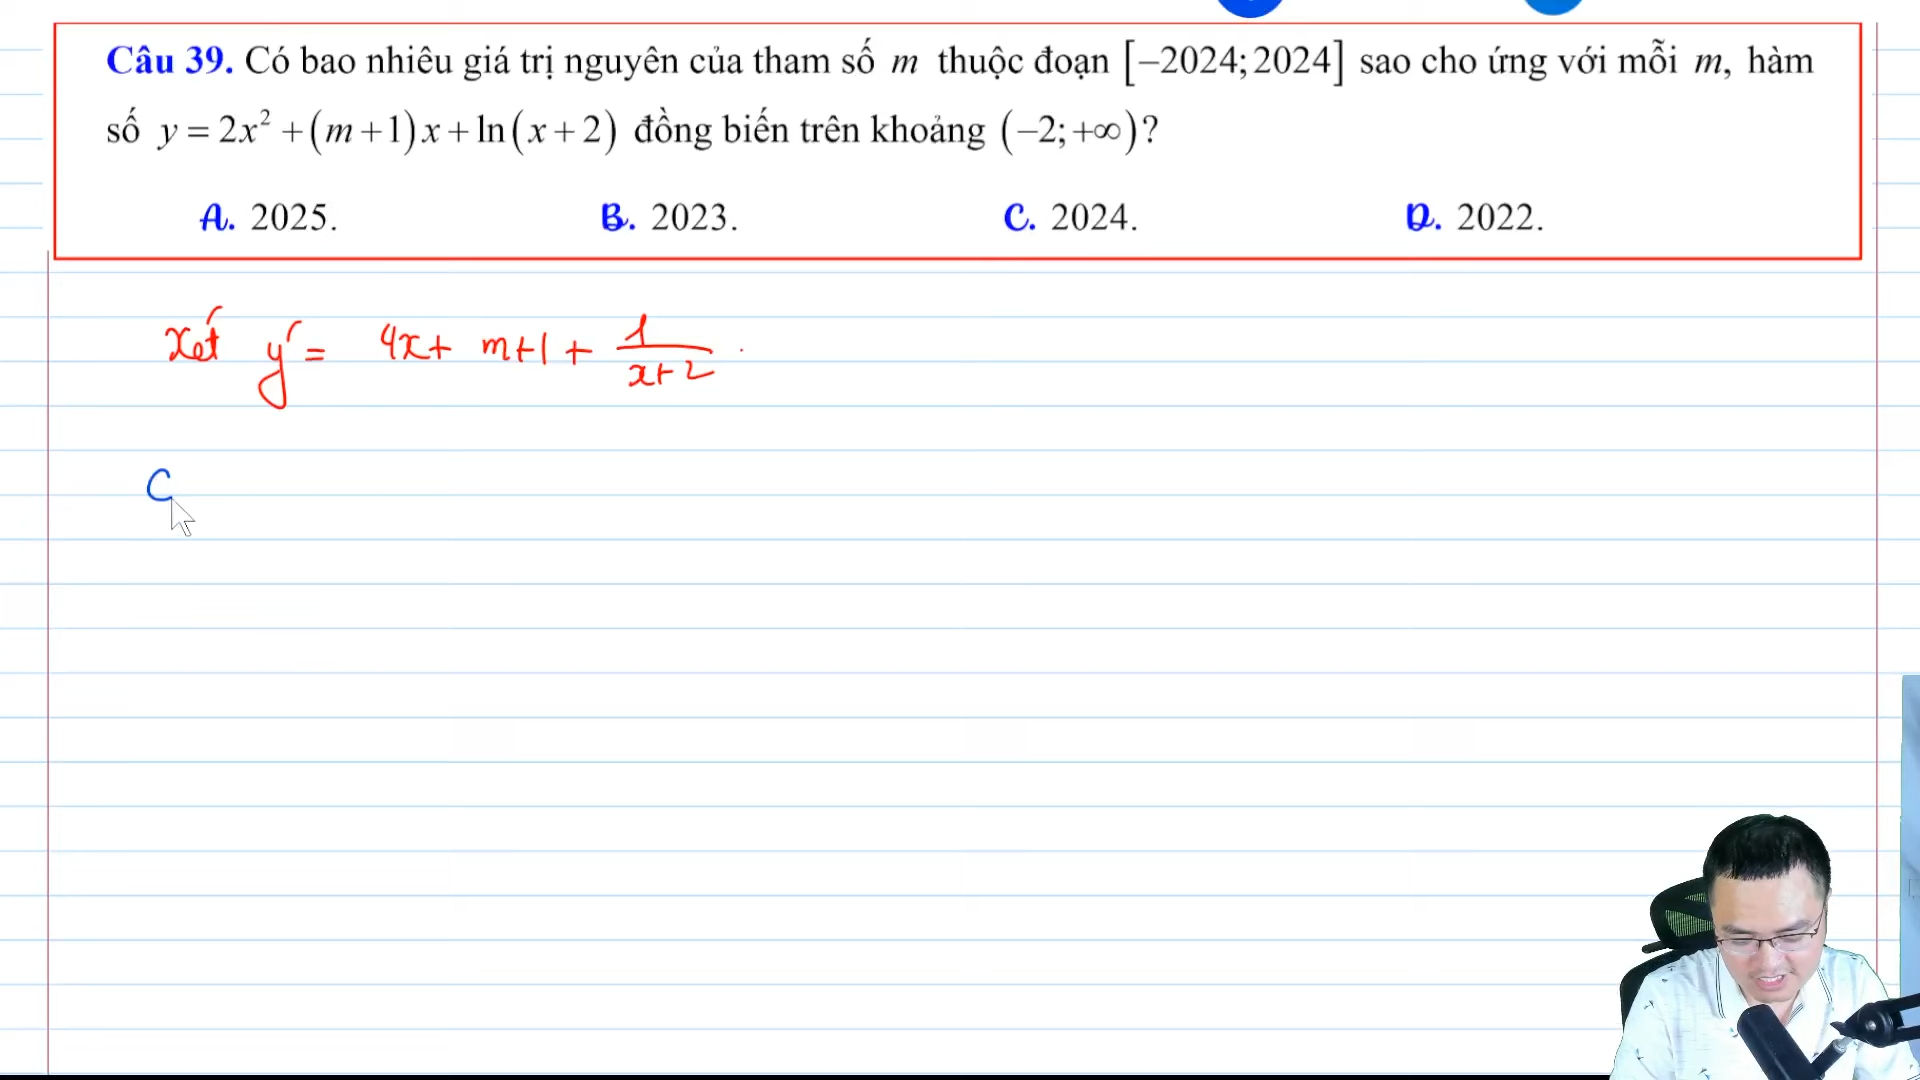 Câu 39. Có bao nhiêu giá trị nguyên của tham số m thuộc đoạn [−2024;2024] sao cho ứng với mỗi m, hàm
số y = 2x² + (m+1)x + ln(x+2) đồng biến trên khoảng (−2;+∞)?
A. 2025. B. 2023. C. 2024. D. 2022.
Xét y' = 4x + m+1 + 1/(x+2)
C